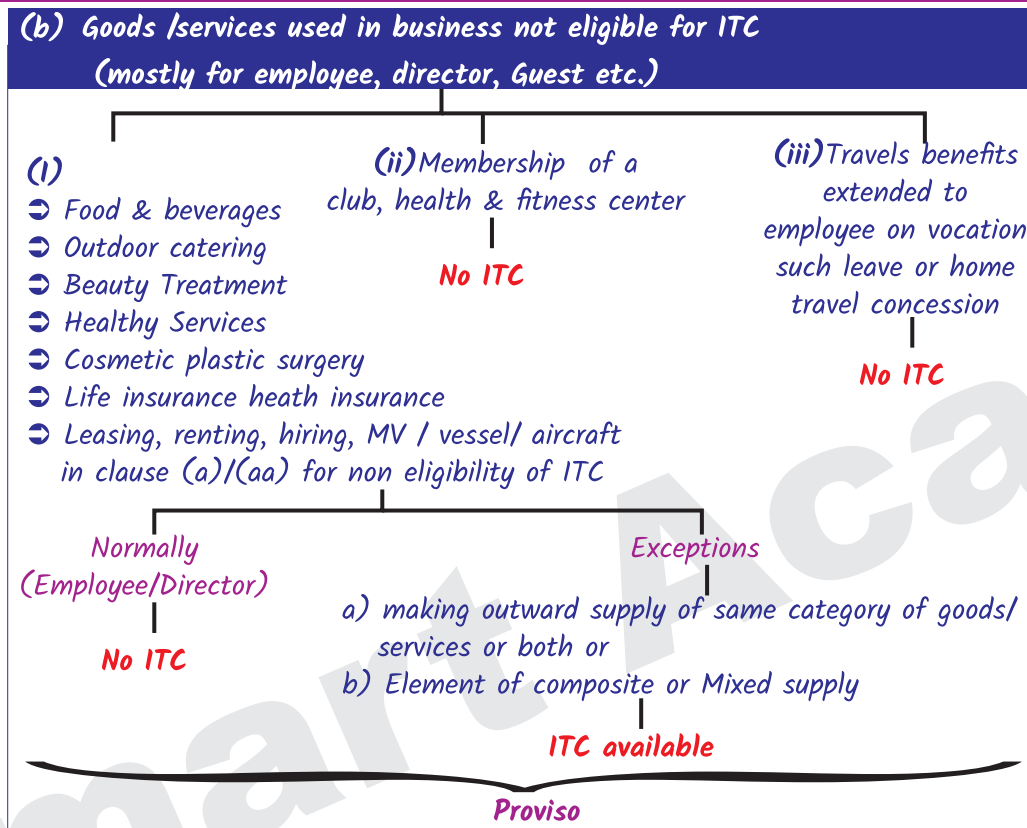 (b) Goods /services used in business not eligible for ITC
(mostly for employee, director, Guest etc.)
(I)
Food & beverages
Outdoor catering
Beauty Treatment
Healthy Services
Cosmetic plastic surgery
Life insurance heath insurance
Leasing, renting, hiring, MV / vessel/ aircraft
in clause (a)/(aa) for non eligibility of ITC
(ii) Membership of a
club, health & fitness center
No ITC
(iii) Travels benefits
extended to
employee on vocation
such leave or home
travel concession
No ITC
Normally
(Employee/Director)
No ITC
Exceptions
a) making outward supply of same category of goods/
services or both or
b) Element of composite or Mixed supply
ITC available
Proviso